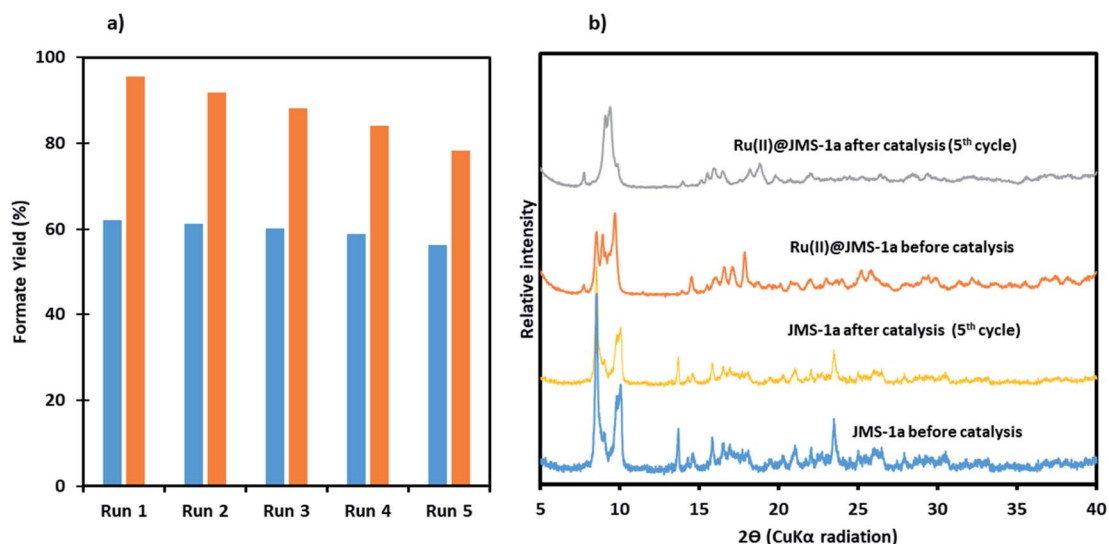 a)
Formate Yield (%)
100
80
60
40
20
0
Run 1 Run 2 Run 3 Run 4 Run 5
b)
Relative intensity
Ru(II)@JMS-1a after catalysis (5th cycle)
Ru(II)@JMS-1a before catalysis
JMS-1a after catalysis (5th cycle)
JMS-1a before catalysis
5 10 15 20 25 30 35 40
2Θ (CuKα radiation)